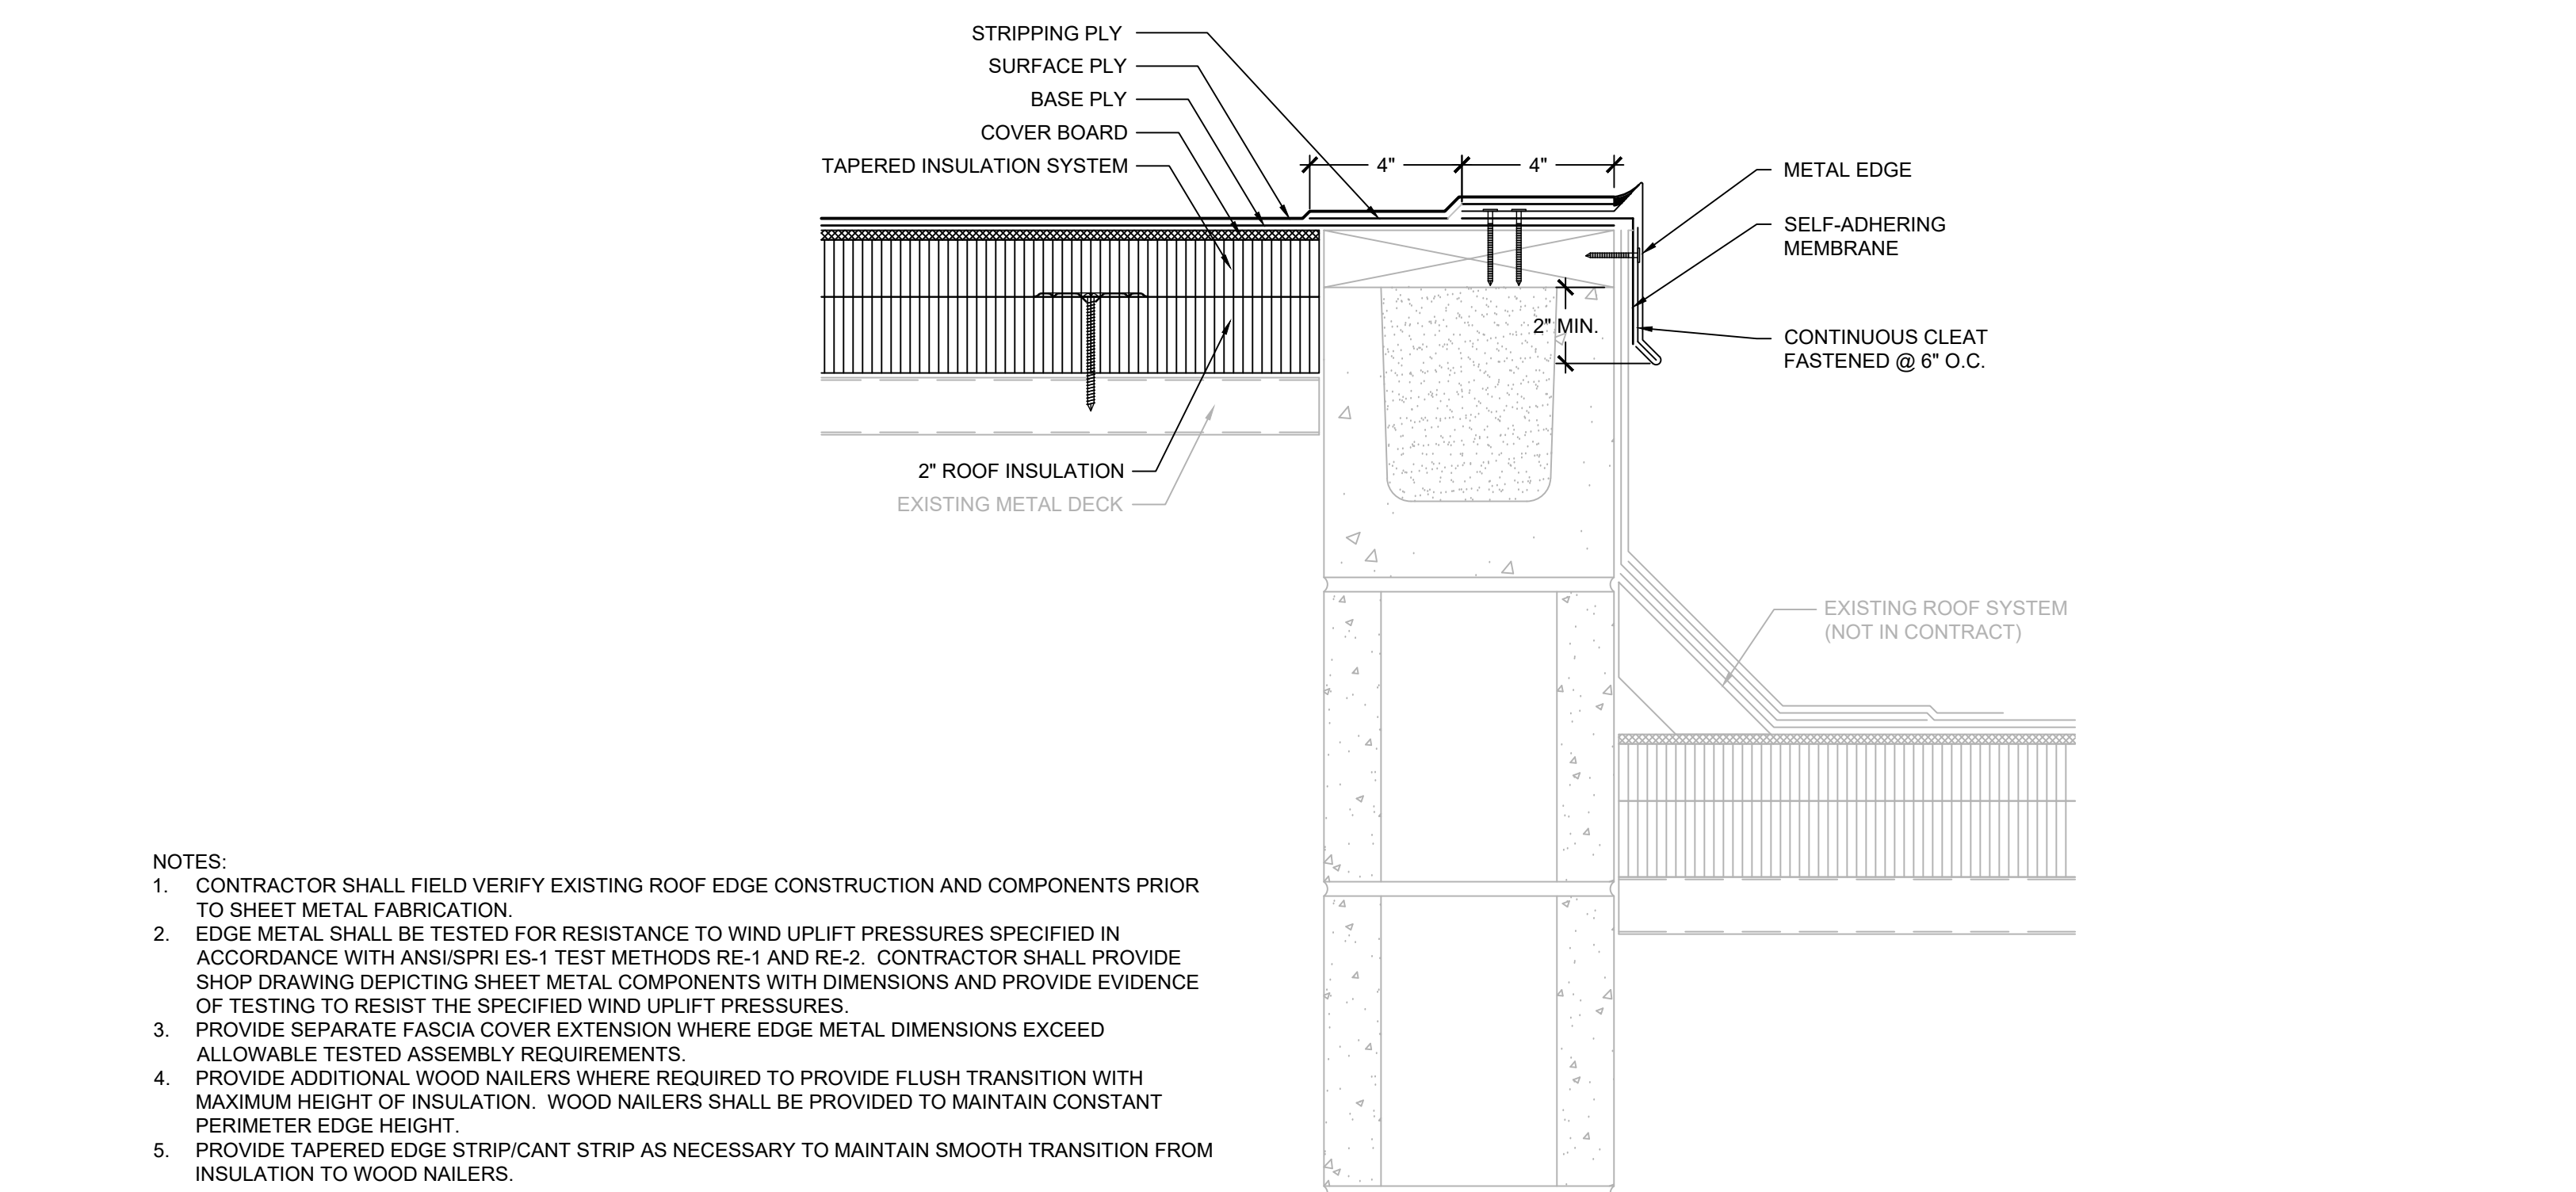 STRIPPING PLY
SURFACE PLY
BASE PLY
COVER BOARD
TAPERED INSULATION SYSTEM
4"
4"
METAL EDGE
SELF-ADHERING
MEMBRANE
2" MIN.
CONTINUOUS CLEAT
FASTENED @ 6" O.C.
2" ROOF INSULATION
EXISTING METAL DECK
EXISTING ROOF SYSTEM
(NOT IN CONTRACT)
NOTES:
1. CONTRACTOR SHALL FIELD VERIFY EXISTING ROOF EDGE CONSTRUCTION AND COMPONENTS PRIOR
TO SHEET METAL FABRICATION.
2. EDGE METAL SHALL BE TESTED FOR RESISTANCE TO WIND UPLIFT PRESSURES SPECIFIED IN
ACCORDANCE WITH ANSI/SPRI ES-1 TEST METHODS RE-1 AND RE-2. CONTRACTOR SHALL PROVIDE
SHOP DRAWING DEPICTING SHEET METAL COMPONENTS WITH DIMENSIONS AND PROVIDE EVIDENCE
OF TESTING TO RESIST THE SPECIFIED WIND UPLIFT PRESSURES.
3. PROVIDE SEPARATE FASCIA COVER EXTENSION WHERE EDGE METAL DIMENSIONS EXCEED
ALLOWABLE TESTED ASSEMBLY REQUIREMENTS.
4. PROVIDE ADDITIONAL WOOD NAILERS WHERE REQUIRED TO PROVIDE FLUSH TRANSITION WITH
MAXIMUM HEIGHT OF INSULATION. WOOD NAILERS SHALL BE PROVIDED TO MAINTAIN CONSTANT
PERIMETER EDGE HEIGHT.
5. PROVIDE TAPERED EDGE STRIP/CANT STRIP AS NECESSARY TO MAINTAIN SMOOTH TRANSITION FROM
INSULATION TO WOOD NAILERS.